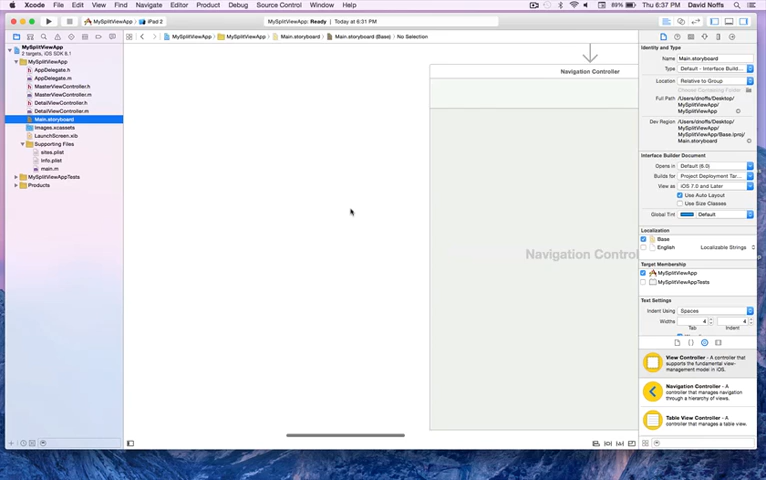 Xcode File Edit View Find Navigate Editor Product Debug Source Control Window Help
89% Thu 6:37 PM David Noffs
MySplitViewApp iPad 2
MySplitViewApp: Ready Today at 6:31 PM
MySplitViewApp MySplitViewApp Main.storyboard Main.storyboard (Base) No Selection
MySplitViewApp
2 targets, iOS SDK 8.1
MySplitViewApp
AppDelegate.h
AppDelegate.m
MasterViewController.h
MasterViewController.m
DetailViewController.h
DetailViewController.m
Main.storyboard
Images.xcassets
LaunchScreen.xib
Supporting Files
sites.plist
Info.plist
main.m
MySplitViewAppTests
Products
Navigation Controller
Navigation Control
Identity and Type
Name Main.storyboard
Type Default - Interface Build...
Location Relative to Group
Choose Containing Folder
Full Path /Users/dnoffs/Desktop/
MySplitViewApp/
MySplitViewApp/
Main.storyboard
Dev Region /Users/dnoffs/Desktop/
MySplitViewApp/
MySplitViewApp/Base.lproj/
Main.storyboard
Interface Builder Document
Opens in Default (6.0)
Builds for Project Deployment Tar...
View as iOS 7.0 and Later
Use Auto Layout
Use Size Classes
Global Tint Default
Localization
Base
English Localizable Strings
Target Membership
MySplitViewApp
MySplitViewAppTests
Text Settings
Indent Using Spaces
Widths 4 4
Tab Indent
View Controller - A controller that
supports the fundamental view-
management model in iOS.
Navigation Controller - A
controller that manages navigation
through a hierarchy of views.
Table View Controller - A
controller that manages a table view.